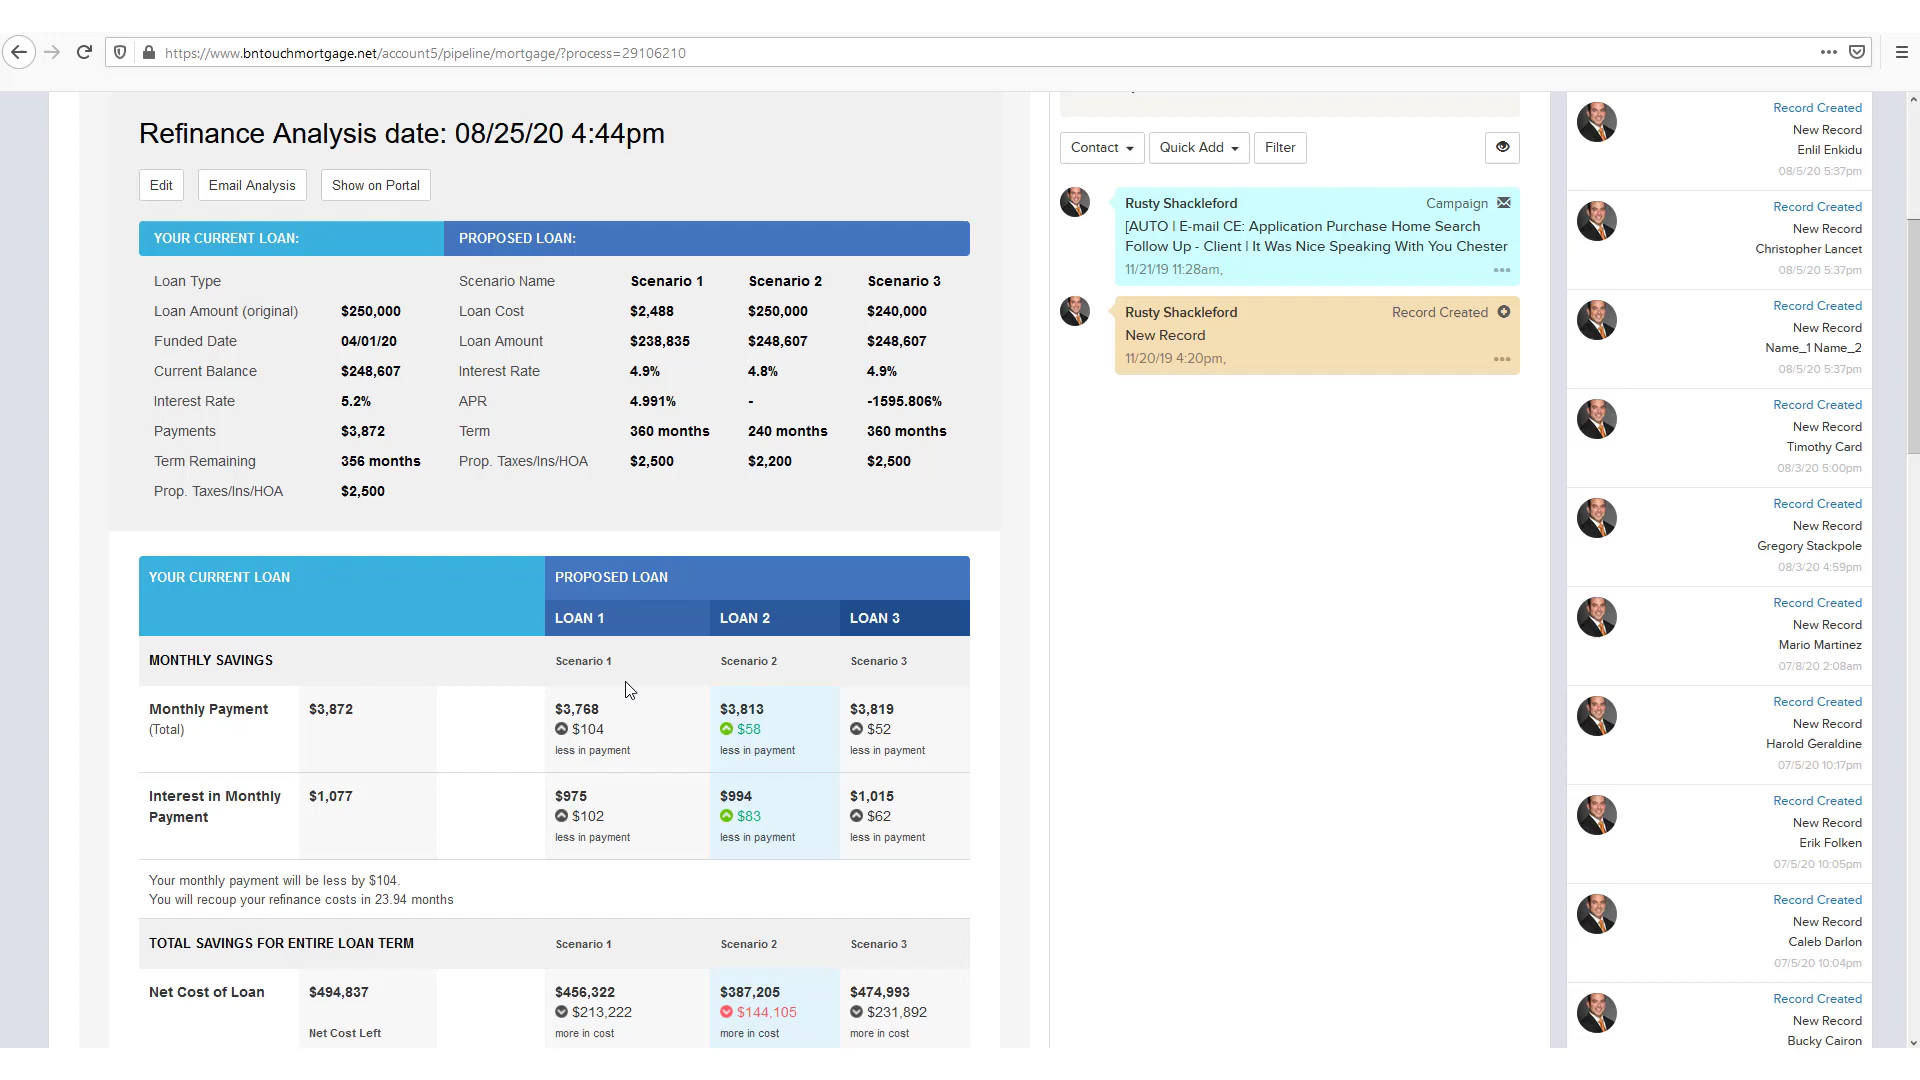 https://www.bntouchmortgage.net/account5/pipeline/mortgage/?process=29106210
Refinance Analysis date: 08/25/20 4:44pm
Edit Email Analysis Show on Portal
YOUR CURRENT LOAN: PROPOSED LOAN:
Loan Type Scenario Name Scenario 1 Scenario 2 Scenario 3
Loan Amount (original) $250,000 Loan Cost $2,488 $250,000 $240,000
Funded Date 04/01/20 Loan Amount $238,835 $248,607 $248,607
Current Balance $248,607 Interest Rate 4.9% 4.8% 4.9%
Interest Rate 5.2% APR 4.991% - -1595.806%
Payments $3,872 Term 360 months 240 months 360 months
Term Remaining 356 months Prop. Taxes/Ins/HOA $2,500 $2,200 $2,500
Prop. Taxes/Ins/HOA $2,500
YOUR CURRENT LOAN PROPOSED LOAN
LOAN 1 LOAN 2 LOAN 3
MONTHLY SAVINGS Scenario 1 Scenario 2 Scenario 3
Monthly Payment $3,872 $3,768 $3,813 $3,819
(Total) $104 $58 $52
less in payment less in payment less in payment
Interest in Monthly $1,077 $975 $994 $1,015
Payment $102 $83 $62
less in payment less in payment less in payment
Your monthly payment will be less by $104.
You will recoup your refinance costs in 23.94 months
TOTAL SAVINGS FOR ENTIRE LOAN TERM Scenario 1 Scenario 2 Scenario 3
Net Cost of Loan $494,837 $456,322 $387,205 $474,993
$213,222 $144,105 $231,892
Net Cost Left more in cost more in cost more in cost
Contact Quick Add Filter
Rusty Shackleford Campaign
[AUTO | E-mail CE: Application Purchase Home Search
Follow Up - Client | It Was Nice Speaking With You Chester
11/21/19 11:28am,
Rusty Shackleford Record Created
New Record
11/20/19 4:20pm,
Record Created
New Record
Enlil Enkidu
08/5/20 5:37pm
Record Created
New Record
Christopher Lancet
08/5/20 5:37pm
Record Created
New Record
Name_1 Name_2
08/5/20 5:37pm
Record Created
New Record
Timothy Card
08/3/20 5:00pm
Record Created
New Record
Gregory Stackpole
08/3/20 4:59pm
Record Created
New Record
Mario Martinez
07/8/20 2:08am
Record Created
New Record
Harold Geraldine
07/5/20 10:17pm
Record Created
New Record
Erik Folken
07/5/20 10:05pm
Record Created
New Record
Caleb Darlon
07/5/20 10:04pm
Record Created
New Record
Bucky Cairon